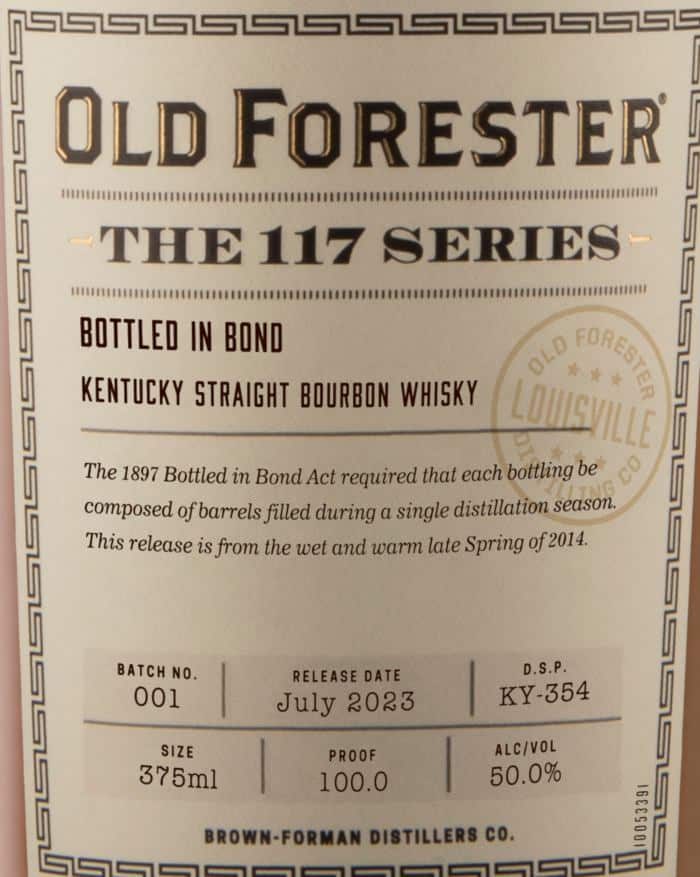 OLD FORESTER®
THE 117 SERIES
BOTTLED IN BOND
KENTUCKY STRAIGHT BOURBON WHISKY
OLD FORESTER
LOUISVILLE
DISTILLING CO
The 1897 Bottled in Bond Act required that each bottling be
composed of barrels filled during a single distillation season.
This release is from the wet and warm late Spring of 2014.
BATCH NO. RELEASE DATE D.S.P.
001 July 2023 KY-354
SIZE PROOF ALC/VOL
375ml 100.0 50.0%
BROWN-FORMAN DISTILLERS CO.
10053391